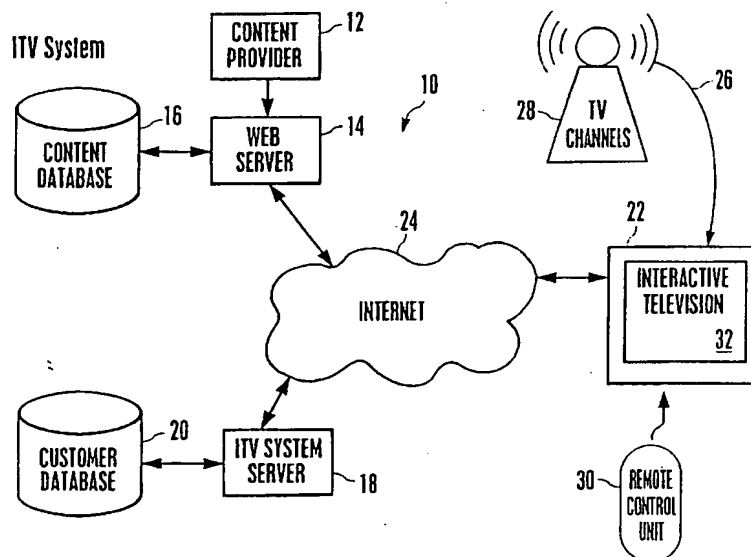 ITV System
CONTENT
PROVIDER
12
WEB
SERVER
14
10
16
CONTENT
DATABASE
28
TV
CHANNELS
26
24
INTERNET
22
INTERACTIVE
TELEVISION
32
20
CUSTOMER
DATABASE
ITV SYSTEM
SERVER
18
30
REMOTE
CONTROL
UNIT